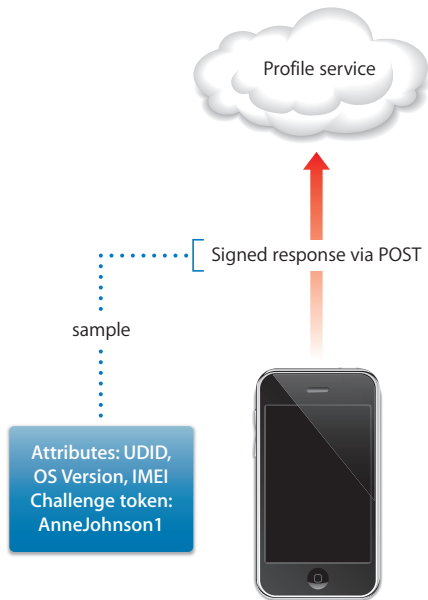 Profile service
Signed response via POST
sample
Attributes: UDID,
OS Version, IMEI
Challenge token:
AnneJohnson1